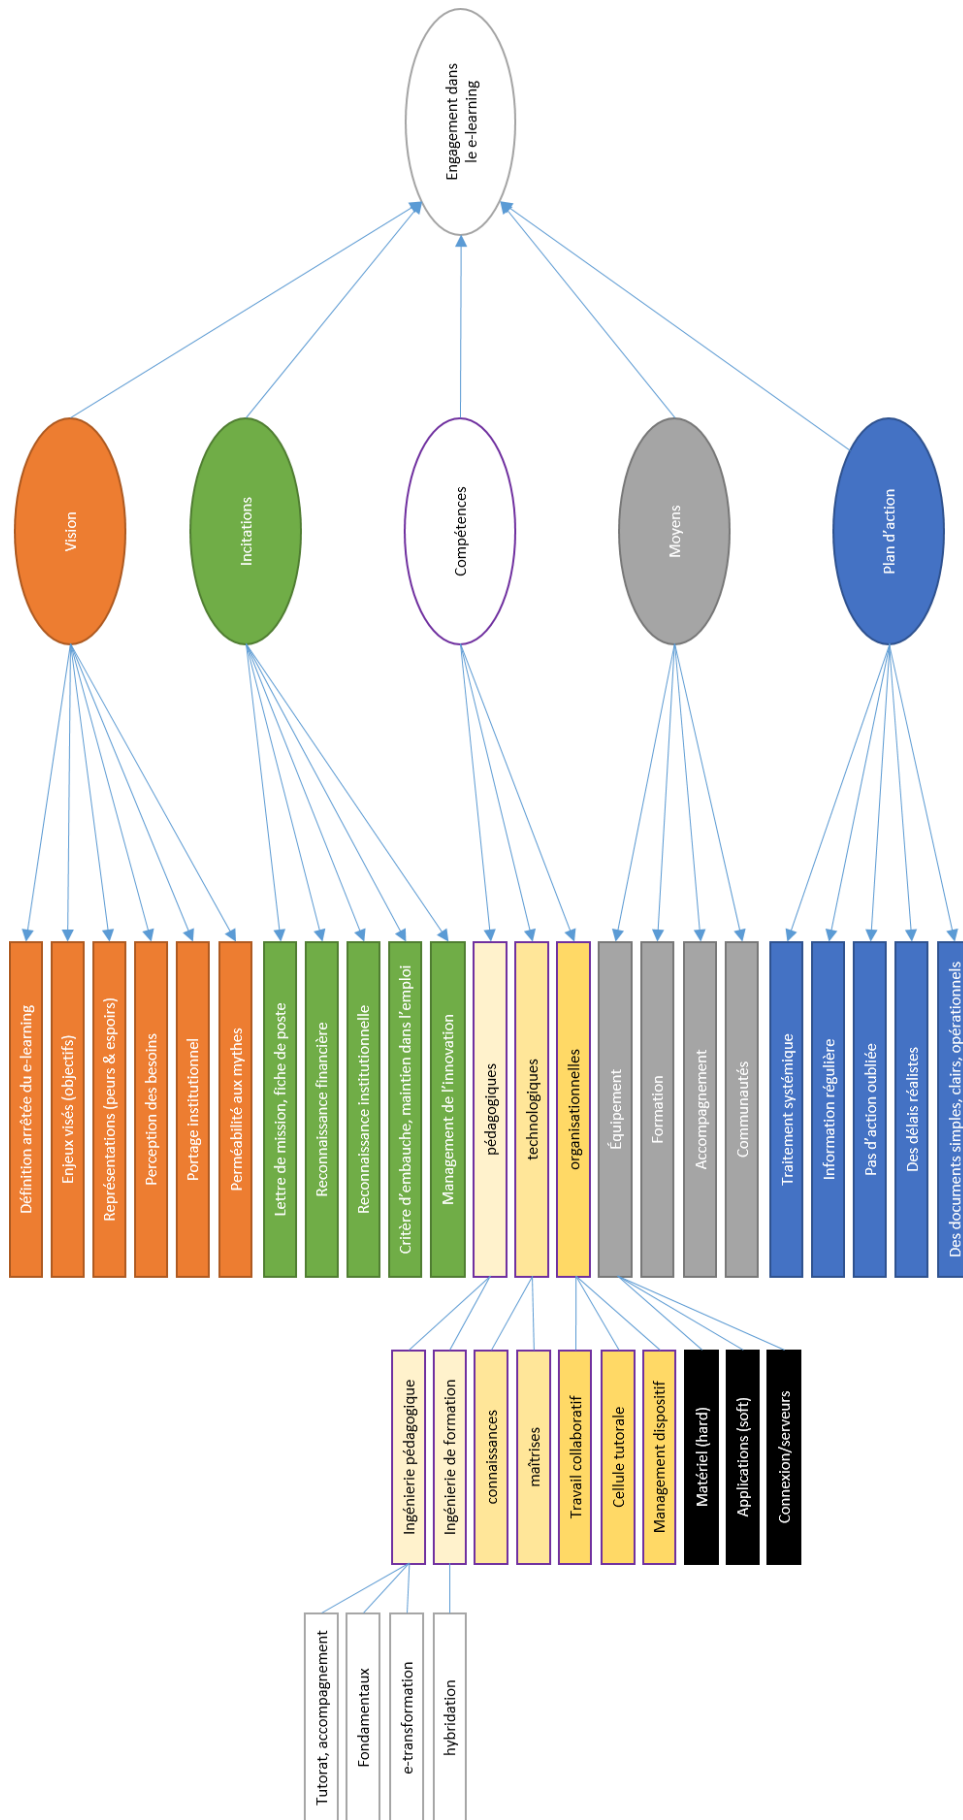 Engagement dans
le e-learning
Vision
Incitations
Compétences
Moyens
Plan d'action
Définition arrêtée du e-learning
Enjeux visés (objectifs)
Représentations (peurs & espoirs)
Perception des besoins
Portage institutionnel
Perméabilité aux mythes
Lettre de mission, fiche de poste
Reconnaissance financière
Reconnaissance institutionnelle
Critère d'embauche, maintien dans l'emploi
Management de l'innovation
pédagogiques
technologiques
organisationnelles
Équipement
Formation
Accompagnement
Communautés
Traitement systémique
Information régulière
Pas d'action oubliée
Des délais réalistes
Des documents simples, clairs, opérationnels
Ingénierie pédagogique
Ingénierie de formation
connaissances
maîtrises
Travail collaboratif
Cellule tutorale
Management dispositif
Matériel (hard)
Applications (soft)
Connexion/serveurs
Tutorat, accompagnement
Fondamentaux
e-transformation
hybridation